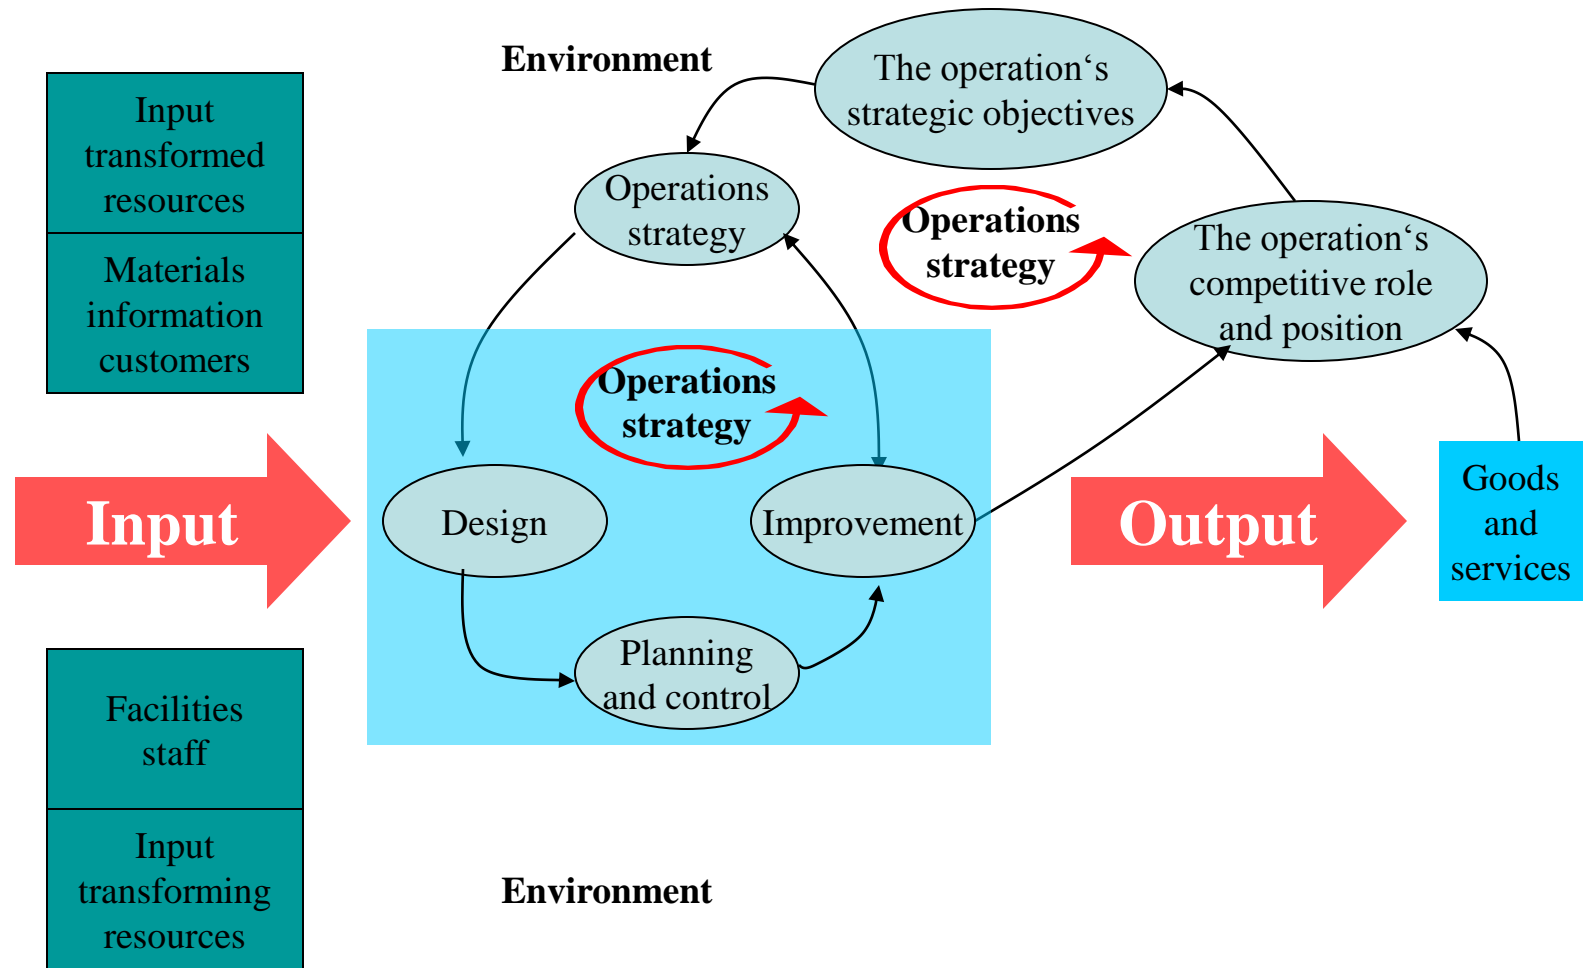 Environment
The operation‘s
strategic objectives
Input
transformed
resources
Materials
information
customers
Operations
strategy
Operations
strategy
The operation‘s
competitive role
and position
Operations
strategy
Input
Design
Improvement
Output
Goods
and
services
Planning
and control
Facilities
staff
Input
transforming
resources
Environment